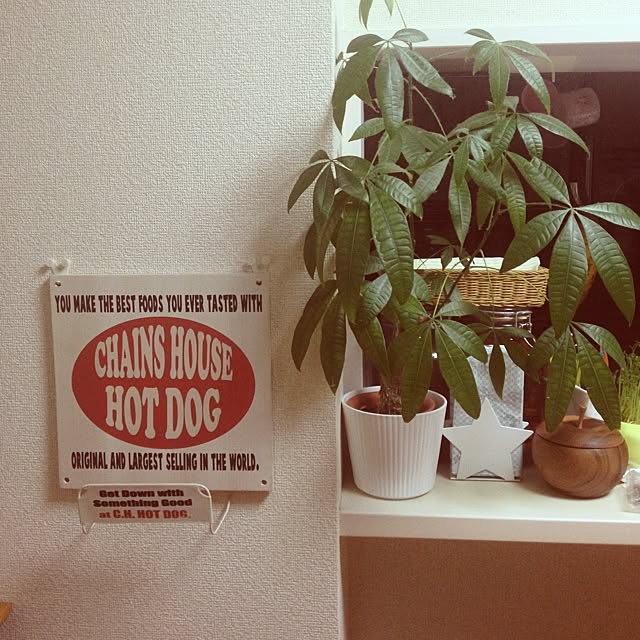 YOU MAKE THE BEST FOODS YOU EVER TASTED WITH
CHAINS HOUSE
HOT DOG
ORIGINAL AND LARGEST SELLING IN THE WORLD.
Get Down with
Something Good
at C.H. HOT DOG.